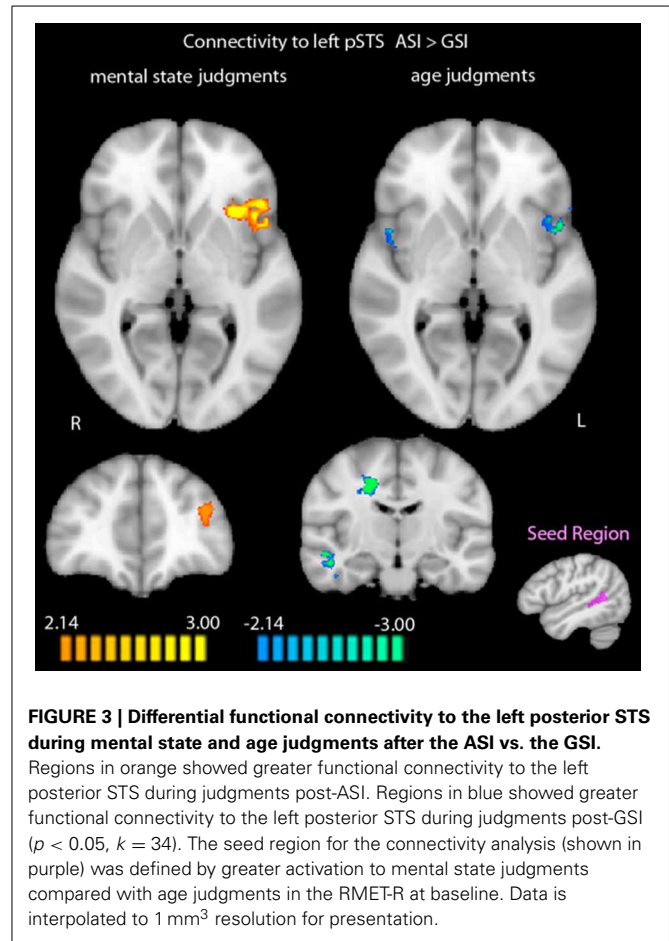 Connectivity to left pSTS ASI > GSI
mental state judgments
age judgments
R
L
Seed Region
2.14 3.00
-2.14 -3.00
FIGURE 3 | Differential functional connectivity to the left posterior STS
during mental state and age judgments after the ASI vs. the GSI.
Regions in orange showed greater functional connectivity to the left
posterior STS during judgments post-ASI. Regions in blue showed greater
functional connectivity to the left posterior STS during judgments post-GSI
(p < 0.05, k = 34). The seed region for the connectivity analysis (shown in
purple) was defined by greater activation to mental state judgments
compared with age judgments in the RMET-R at baseline. Data is
interpolated to 1 mm³ resolution for presentation.